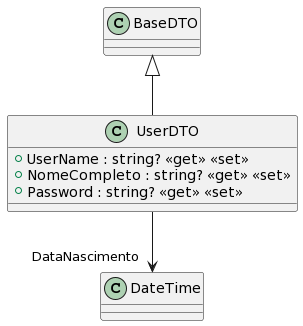 C BaseDTO
C UserDTO
UserName : string? «get» «set»
NomeCompleto : string? «get» «set»
Password : string? «get» «set»
DataNascimento
C DateTime